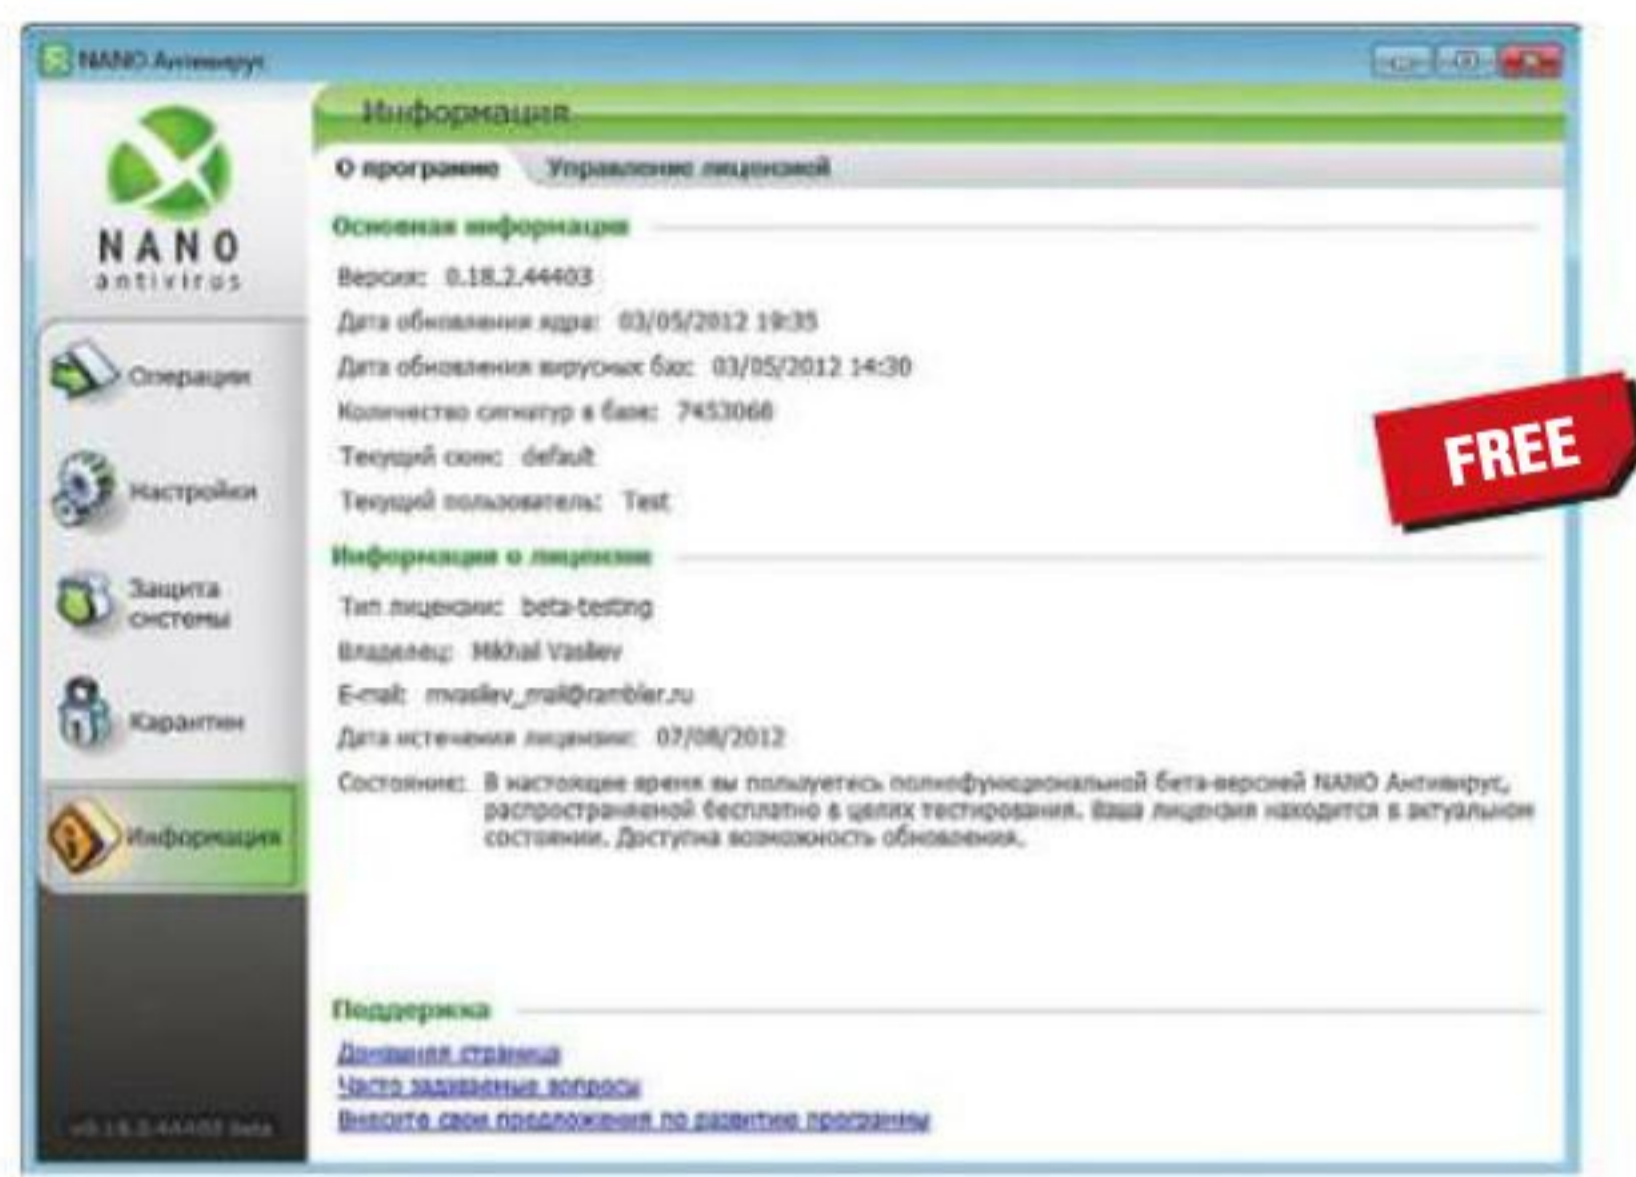 NANO Антивирус
Информация
NANO
antivirus
О программе
Управление лицензией
Основная информация
Версия: 0.18.2.44403
Дата обновления ядра: 03/05/2012 19:35
Дата обновления вирусных баз: 03/05/2012 14:30
Количество сигнатур в базе: 7453068
Текущий скин: default
Текущий пользователь: Test
Операции
Настройки
Защита
системы
Карантин
Информация
FREE
Информация о лицензии
Тип лицензии: beta-testing
Владелец: Mikhail Vasilev
E-mail: mvasilev_mail@rambler.ru
Дата истечения лицензии: 07/08/2012
Состояние: В настоящее время вы пользуетесь полнофункциональной бета-версией NANO Антивирус,
распространяемой бесплатно в целях тестирования. Ваша лицензия находится в актуальном
состоянии. Доступна возможность обновления.
Поддержка
Домашняя страница
Часто задаваемые вопросы
Внесите свои предложения по развитию программы
v0.18.2.44403 beta